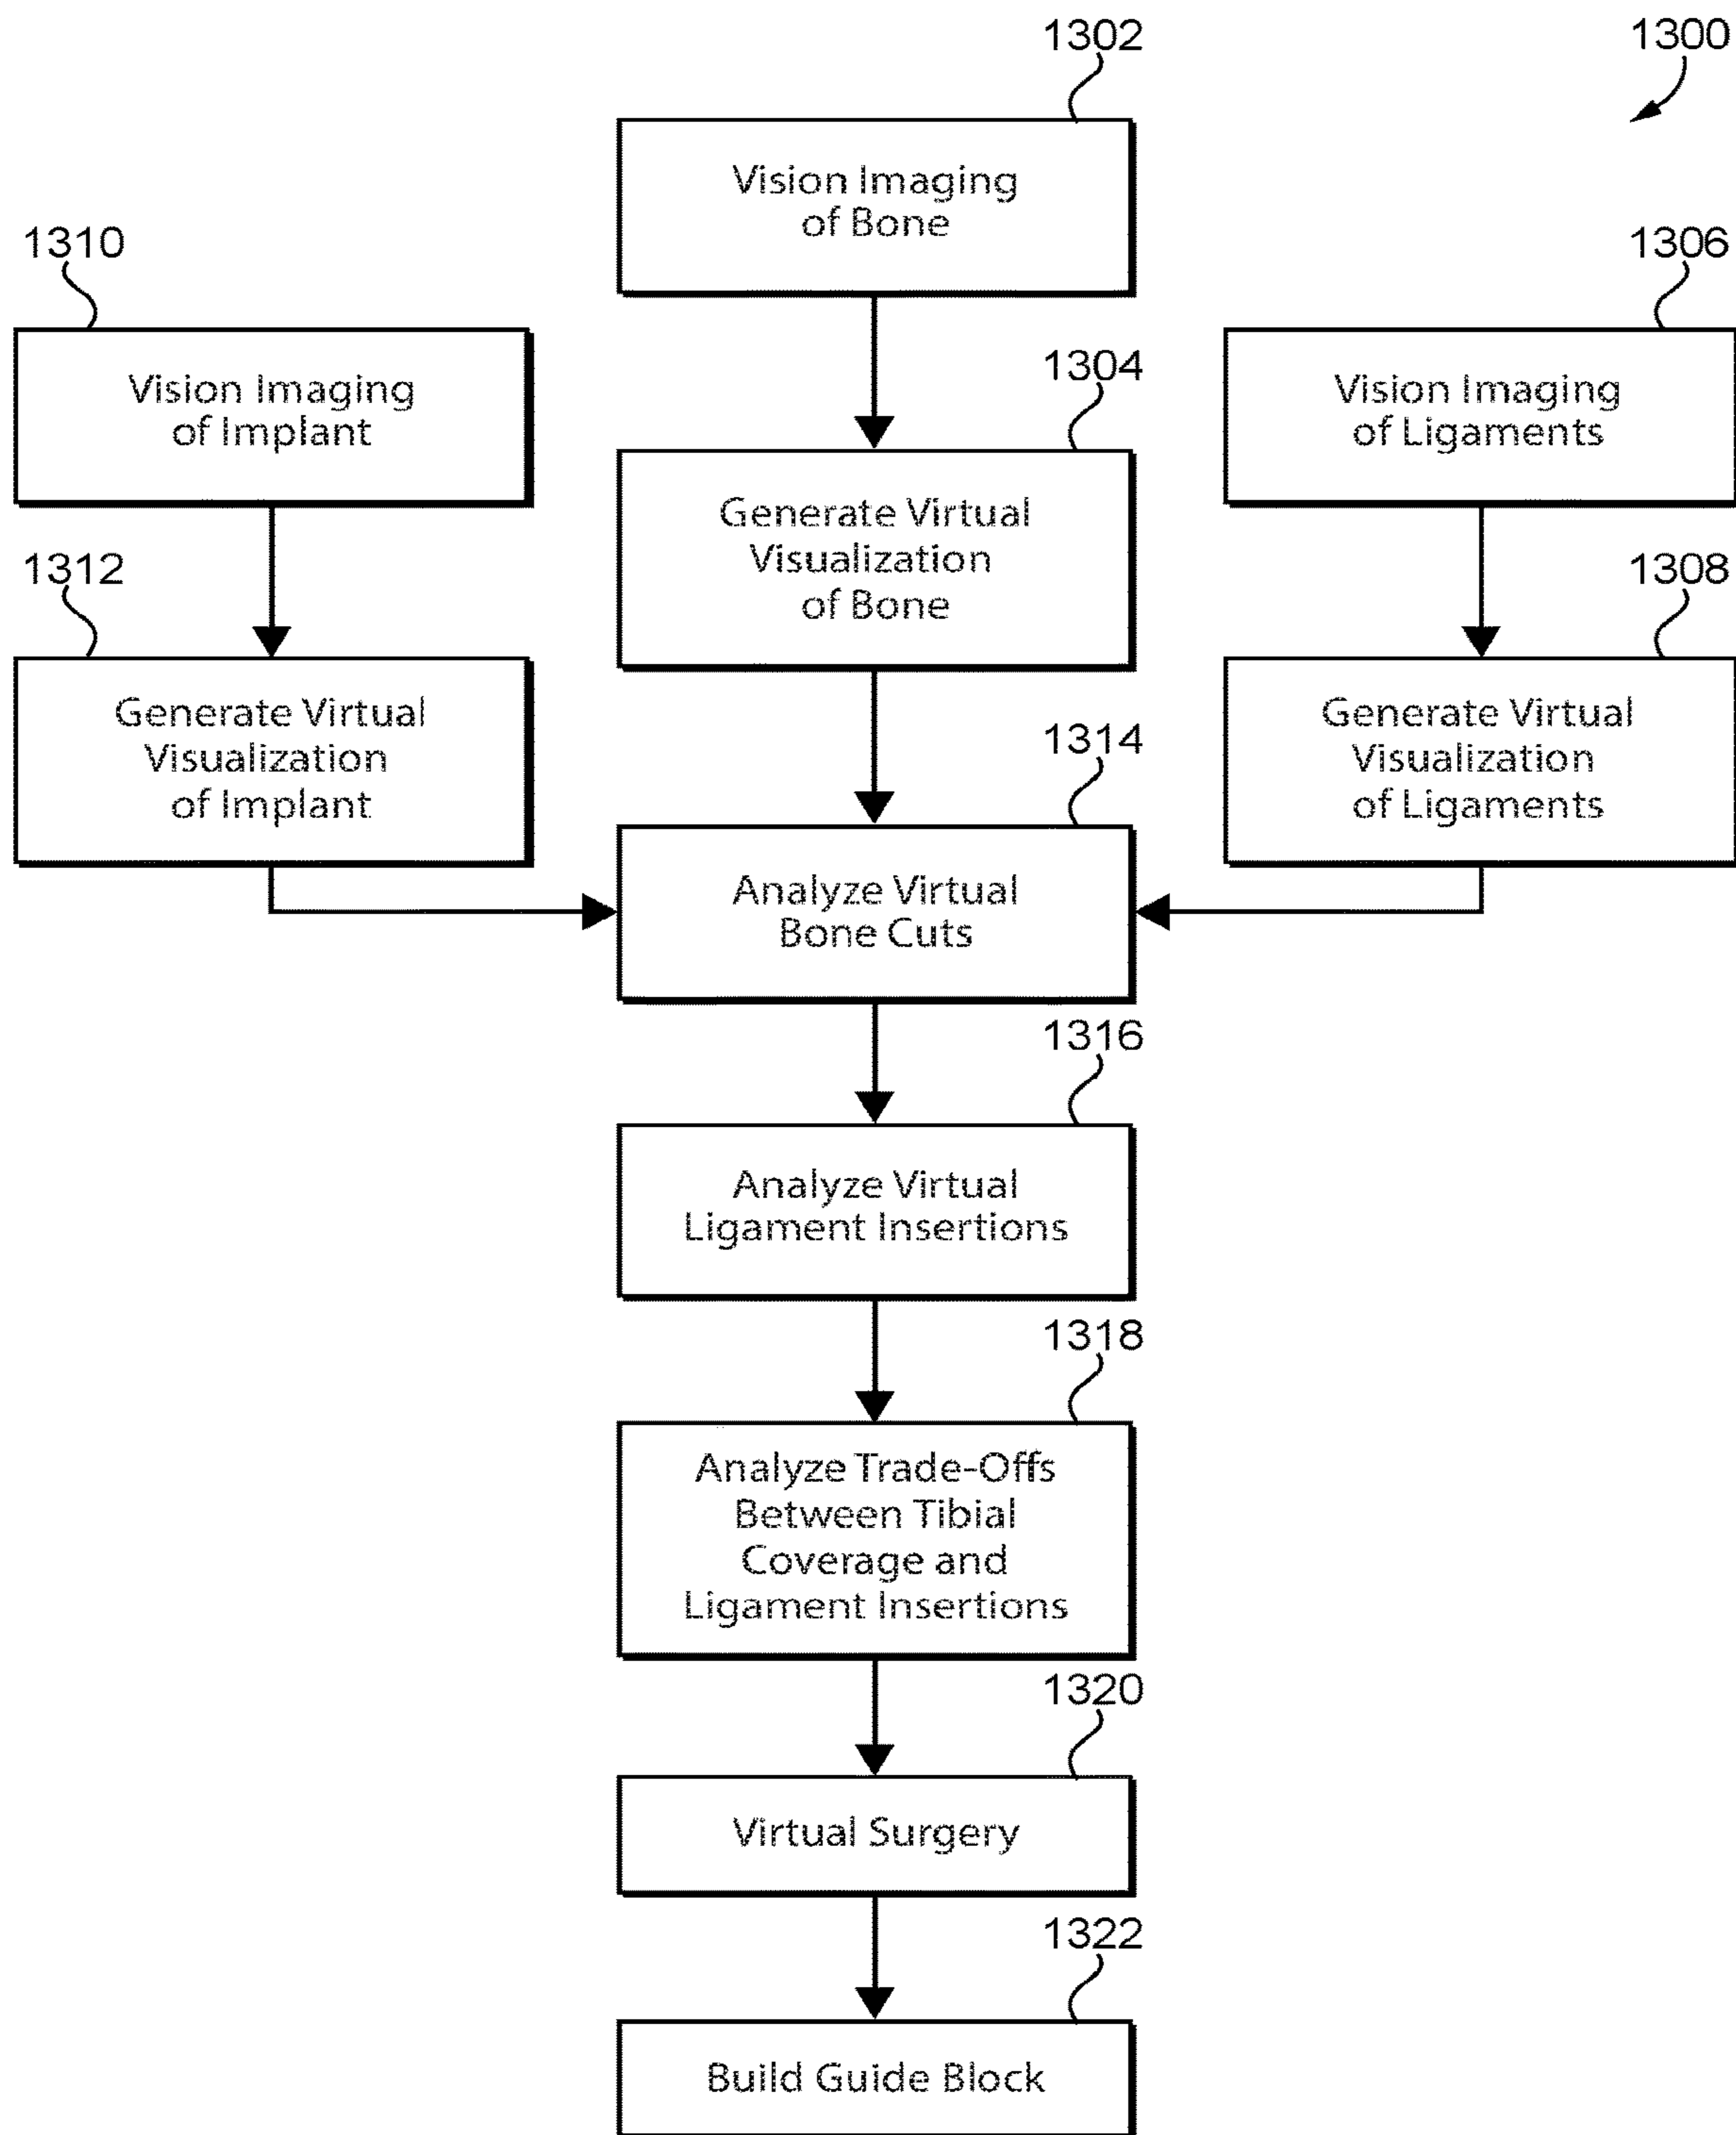 1302
1300
Vision Imaging
of Bone
1310
1306
Vision Imaging
of Implant
1304
Vision Imaging
of Ligaments
Generate Virtual
Visualization
of Bone
1312
1308
Generate Virtual
Visualization
of Implant
1314
Generate Virtual
Visualization
of Ligaments
Analyze Virtual
Bone Cuts
1316
Analyze Virtual
Ligament Insertions
1318
Analyze Trade-Offs
Between Tibial
Coverage and
Ligament Insertions
1320
Virtual Surgery
1322
Build Guide Block